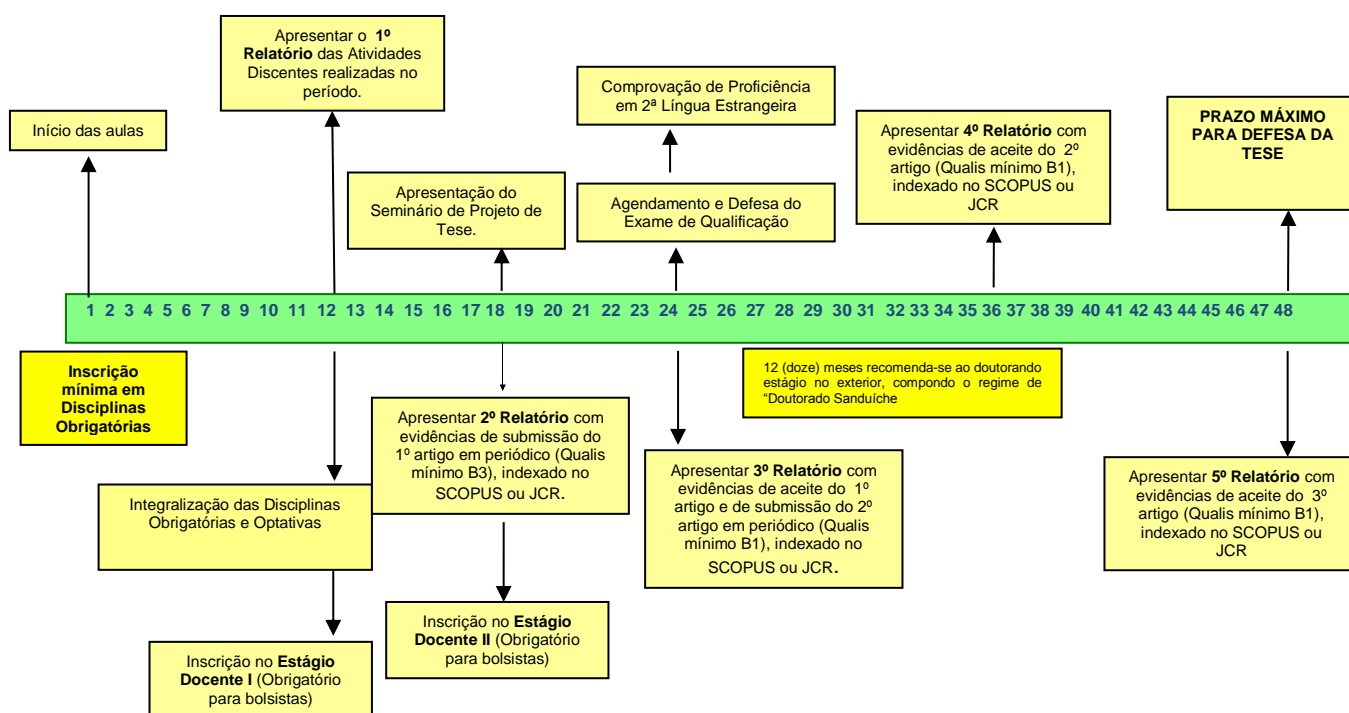 Apresentar o 1º
Relatório das Atividades
Discentes realizadas no
período.
Comprovação de Proficiência
em 2ª Língua Estrangeira
Início das aulas
Apresentar 4º Relatório com
evidências de aceite do 2º
artigo (Qualis mínimo B1),
indexado no SCOPUS ou
JCR
PRAZO MÁXIMO
PARA DEFESA DA
TESE
Apresentação do
Seminário de Projeto de
Tese.
Agendamento e Defesa do
Exame de Qualificação
1 2 3 4 5 6 7 8 9 10 11 12 13 14 15 16 17 18 19 20 21 22 23 24 25 26 27 28 29 30 31 32 33 34 35 36 37 38 39 40 41 42 43 44 45 46 47 48
Inscrição
mínima em
Disciplinas
Obrigatórias
12 (doze) meses recomenda-se ao doutorando
estágio no exterior, compondo o regime de
“Doutorado Sanduíche
Apresentar 2º Relatório com
evidências de submissão do
1º artigo em periódico (Qualis
mínimo B3), indexado no
SCOPUS ou JCR.
Apresentar 3º Relatório com
evidências de aceite do 1º
artigo e de submissão do 2º
artigo em periódico (Qualis
mínimo B1), indexado no
SCOPUS ou JCR.
Apresentar 5º Relatório com
evidências de aceite do 3º
artigo (Qualis mínimo B1),
indexado no SCOPUS ou
JCR
Integralização das Disciplinas
Obrigatórias e Optativas
Inscrição no Estágio
Docente II (Obrigatório
para bolsistas)
Inscrição no Estágio
Docente I (Obrigatório
para bolsistas)